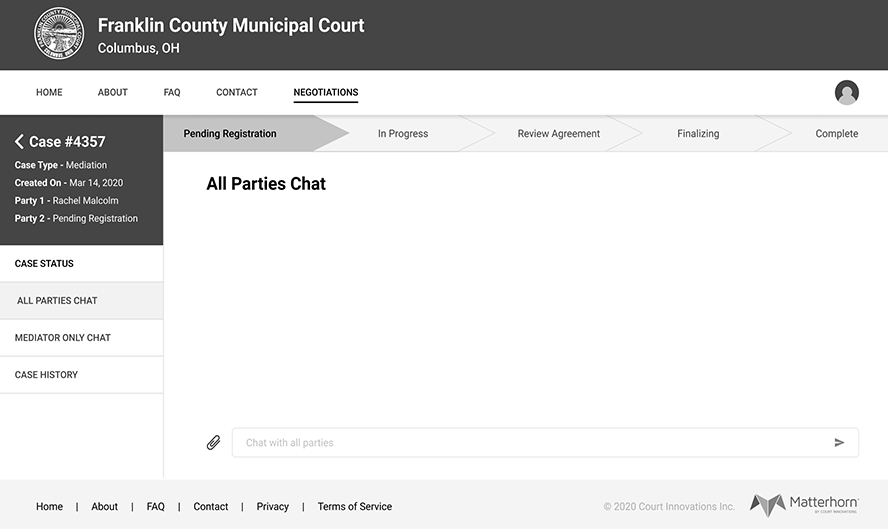 Franklin County Municipal Court
Columbus, OH
HOME ABOUT FAQ CONTACT NEGOTIATIONS
Case #4357
Case Type - Mediation
Created On - Mar 14, 2020
Party 1 - Rachel Malcolm
Party 2 - Pending Registration
CASE STATUS
ALL PARTIES CHAT
MEDIATOR ONLY CHAT
CASE HISTORY
Pending Registration In Progress Review Agreement Finalizing Complete
All Parties Chat
Chat with all parties
Home | About | FAQ | Contact | Privacy | Terms of Service
© 2020 Court Innovations Inc.
Matterhorn
BY COURT INNOVATIONS